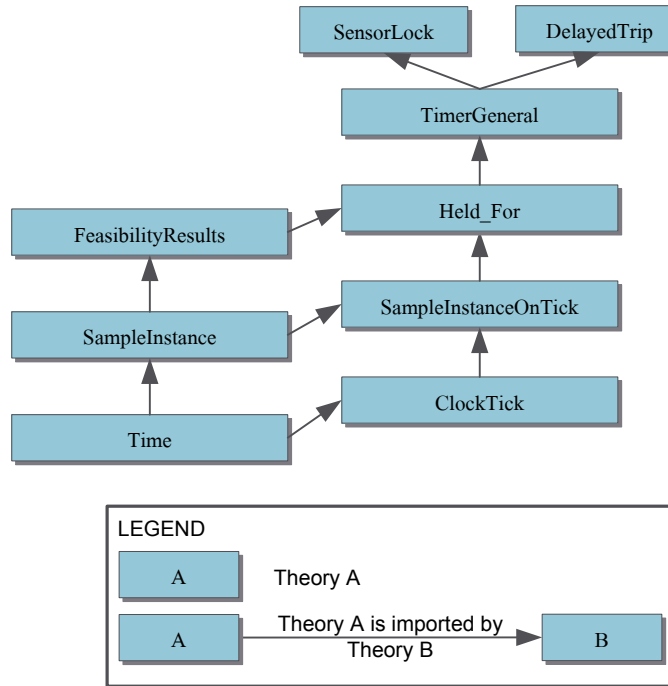 SensorLock
DelayedTrip
TimerGeneral
Held_For
FeasibilityResults
SampleInstanceOnTick
SampleInstance
ClockTick
Time
LEGEND
A
Theory A
A
Theory A is imported by
Theory B
B